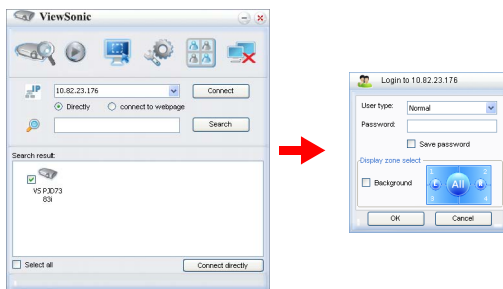 ViewSonic
IP
10.82.23.176
Connect
Directly
connect to webpage
Search
Search result:
VS PJD73
83i
Select all
Connect directly
Login to 10.82.23.176
User type: Normal
Password:
Save password
Display zone select
Background
1 2
L All R
3 4
OK Cancel